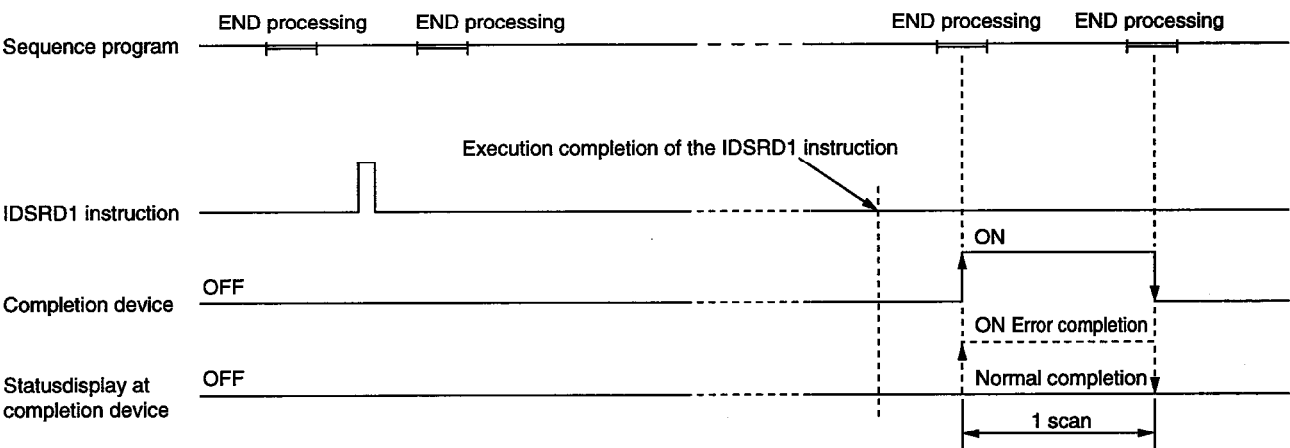 END processing
END processing
END processing
END processing
Sequence program
Execution completion of the IDSRD1 instruction
IDSRD1 instruction
ON
OFF
Completion device
ON Error completion
OFF
Normal completion
Statusdisplay at
completion device
1 scan